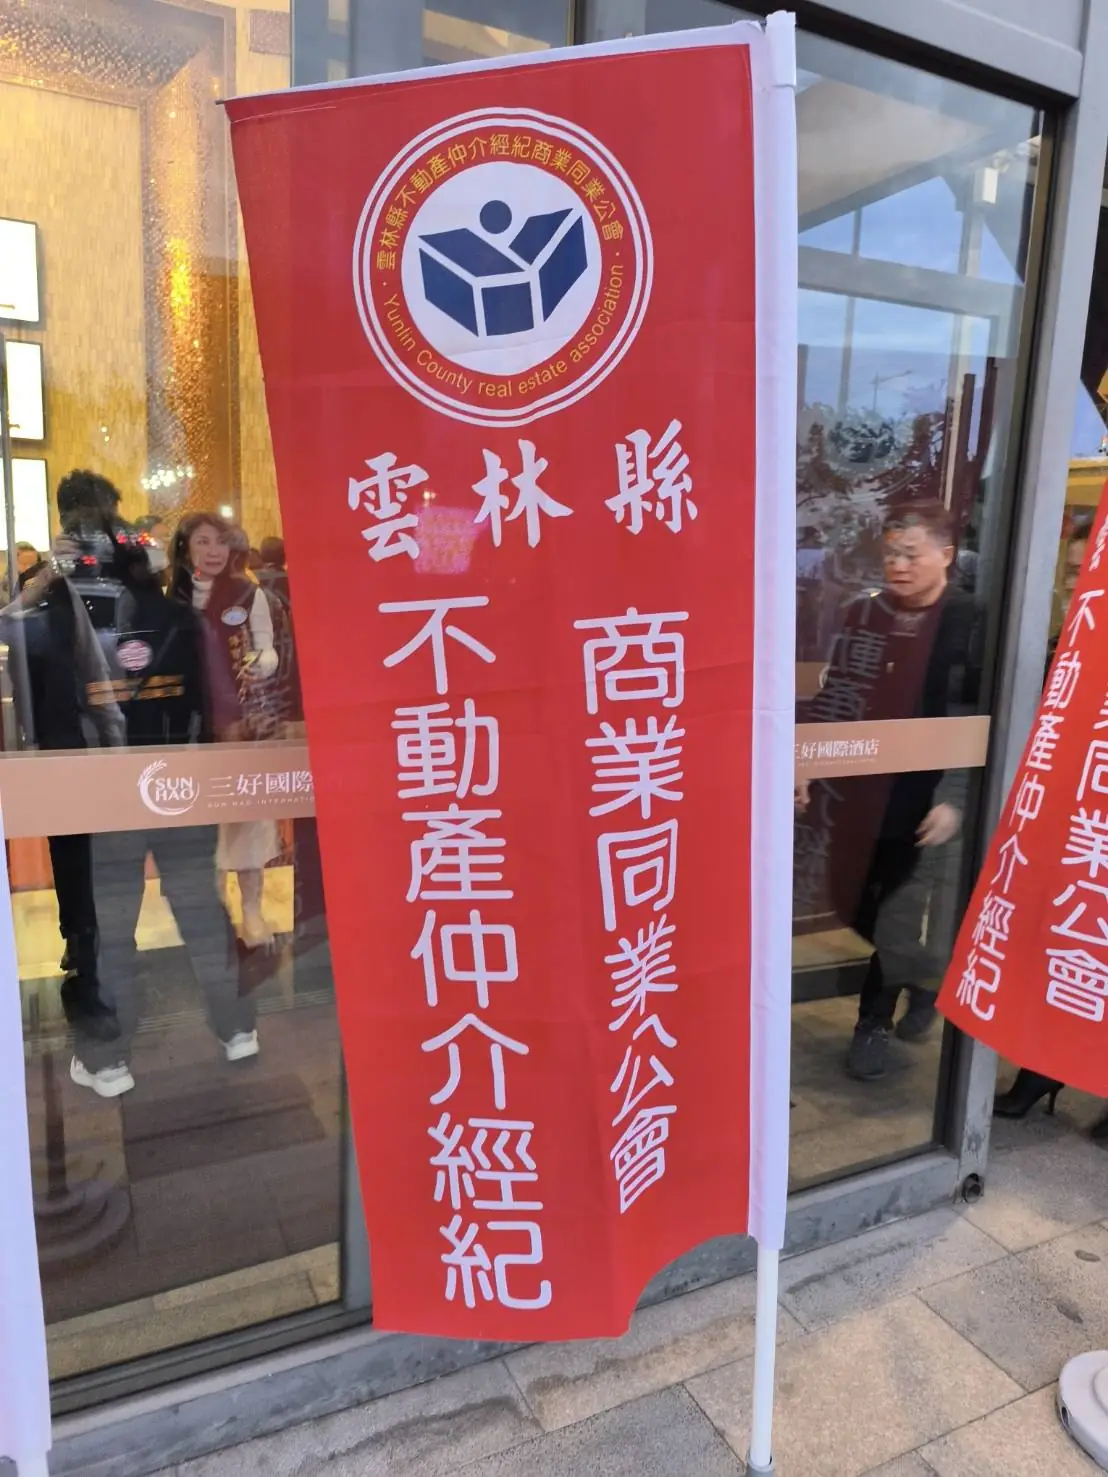 雲林縣不動產仲介經紀商業同業公會
Yunlin County real estate association
雲林縣
不動產仲介經紀
商業同業公會
SUN
HAO
三好國際
SUN HAO INTERNATIO
三好國際酒店
不動產仲介經紀
業同業公會